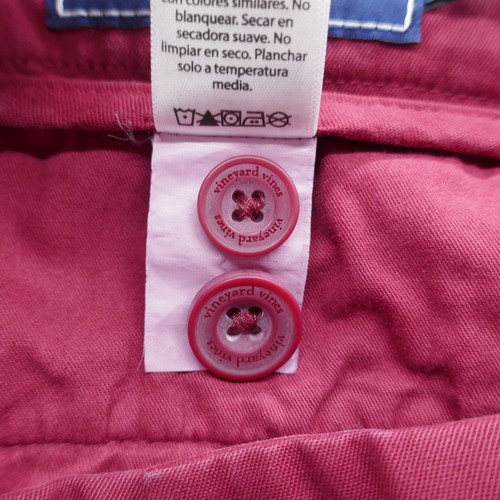 con colores similares. No
blanquear. Secar en
secadora suave. No
limpiar en seco. Planchar
solo a temperatura
media.
vineyard vines
vineyard vines
vineyard vines
vineyard vines